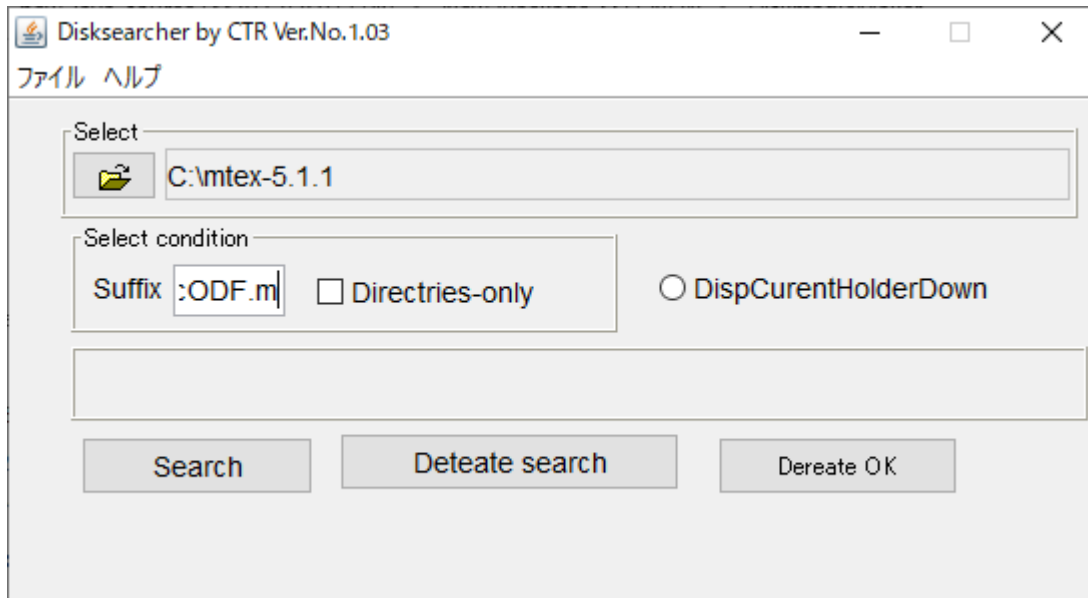 Disksearcher by CTR Ver.No.1.03
ファイル ヘルプ
Select
C:\mtex-5.1.1
Select condition
Suffix :ODF.m Directries-only DispCurentHolderDown
Search Deteate search Dereate OK